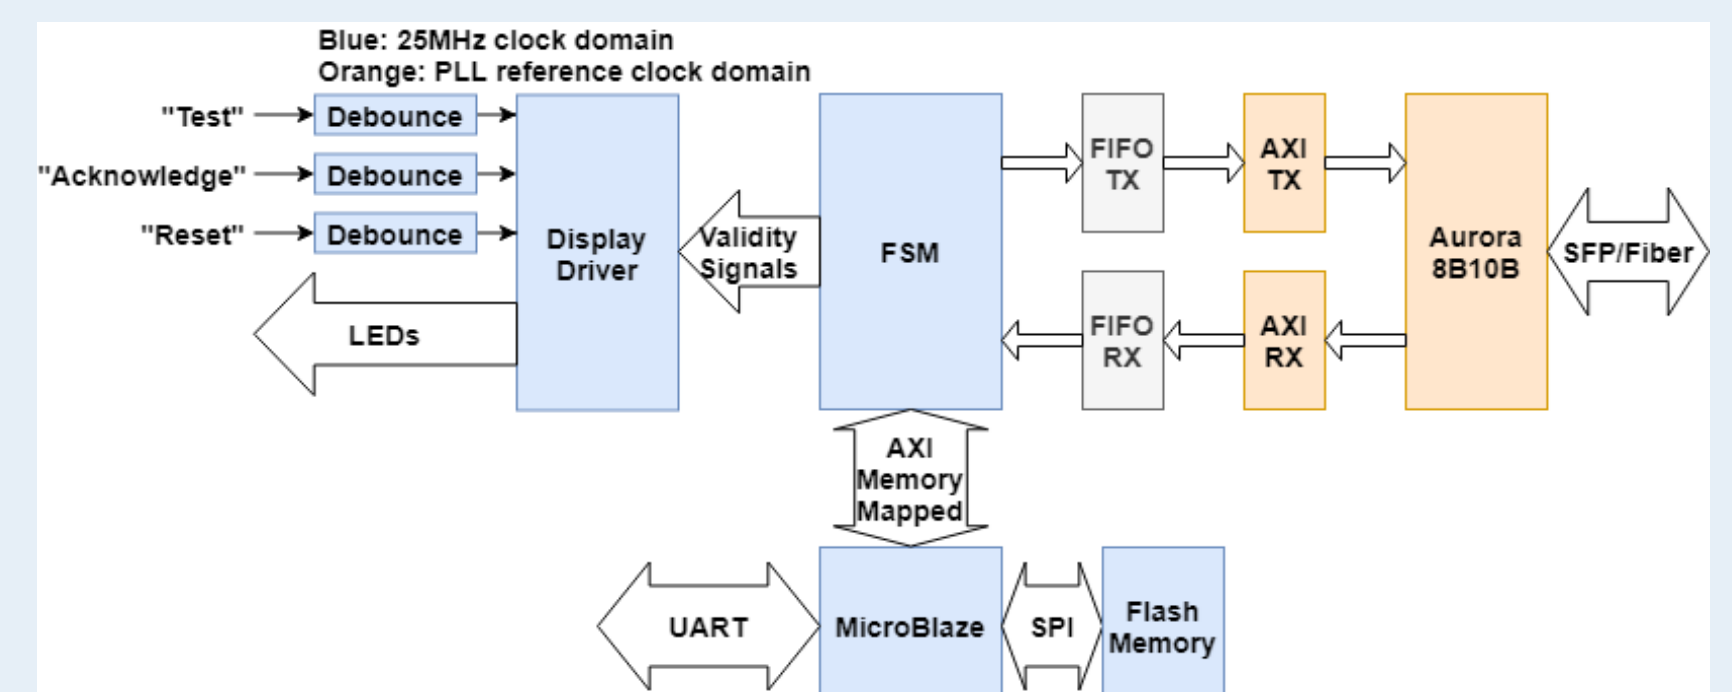 Blue: 25MHz clock domain
Orange: PLL reference clock domain
"Test"
Debounce
"Acknowledge"
Debounce
"Reset"
Debounce
LEDs
Display
Driver
Validity
Signals
FSM
FIFO
TX
AXI
TX
FIFO
RX
AXI
RX
Aurora
8B10B
SFP/Fiber
AXI
Memory
Mapped
UART
MicroBlaze
SPI
Flash
Memory